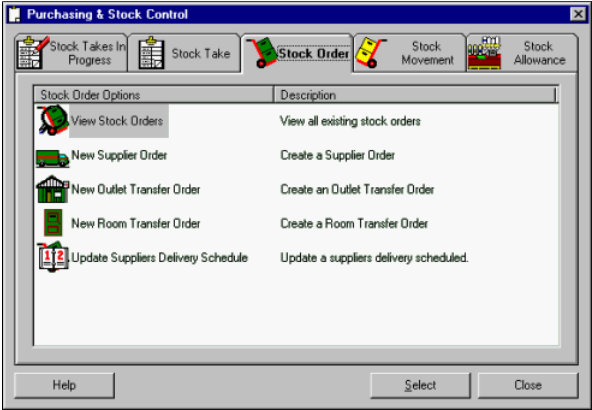 Purchasing & Stock Control
Stock Takes In
Progress
Stock Take
Stock Order
Stock
Movement
Stock
Allowance
Stock Order Options
Description
View Stock Orders
View all existing stock orders
New Supplier Order
Create a Supplier Order
New Outlet Transfer Order
Create an Outlet Transfer Order
New Room Transfer Order
Create a Room Transfer Order
12
Update Suppliers Delivery Schedule
Update a suppliers delivery scheduled.
Help
Select
Close